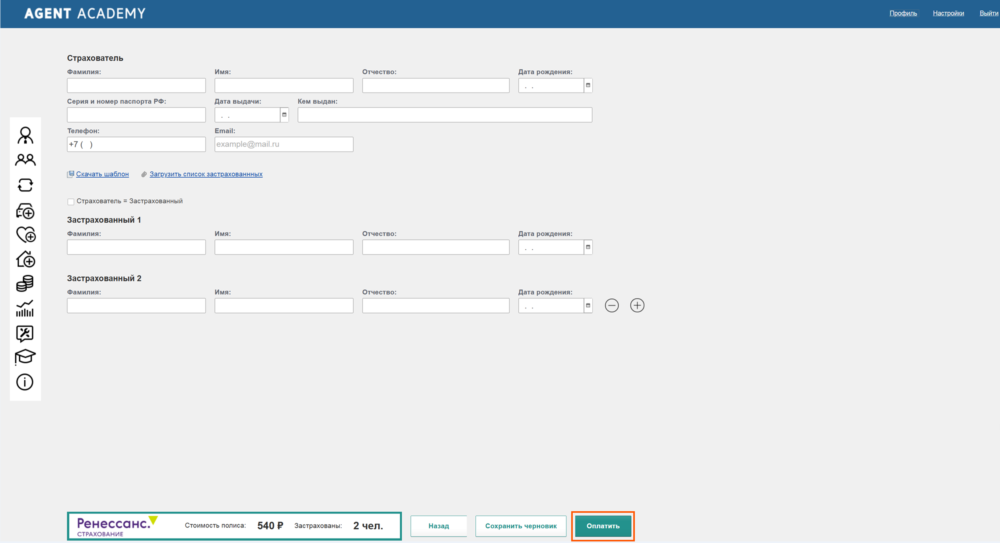 AGENT ACADEMY
Профиль Настройки Выйти
Страхователь
Фамилия: Имя: Отчество: Дата рождения:
. .
Серия и номер паспорта РФ: Дата выдачи: Кем выдан:
. .
Телефон: Email:
+7 ( ) example@mail.ru
Скачать шаблон Загрузить список застрахованнных
Страхователь = Застрахованный
Застрахованный 1
Фамилия: Имя: Отчество: Дата рождения:
. .
Застрахованный 2
Фамилия: Имя: Отчество: Дата рождения:
. .
Ренессанс. СТРАХОВАНИЕ Стоимость полиса: 540 ₽ Застрахованы: 2 чел. Назад Сохранить черновик Оплатить